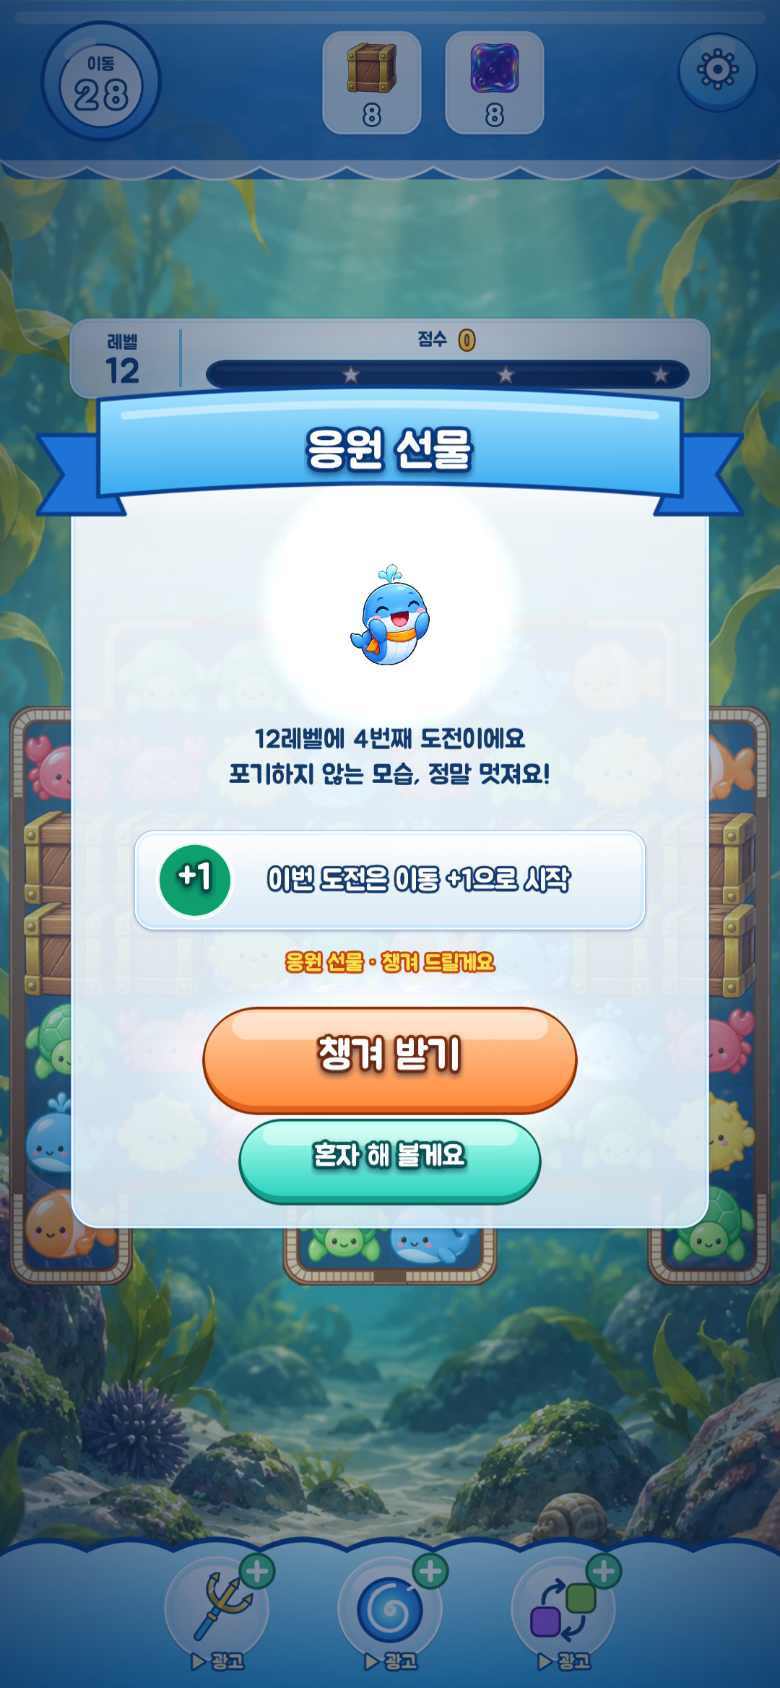 이동
28
8
8
레벨
12
점수 0
응원 선물
12레벨에 4번째 도전이에요
포기하지 않는 모습, 정말 멋져요!
+1
이번 도전은 이동 +1으로 시작
응원 선물 · 챙겨 드릴게요
챙겨 받기
혼자 해 볼게요
광고
광고
광고